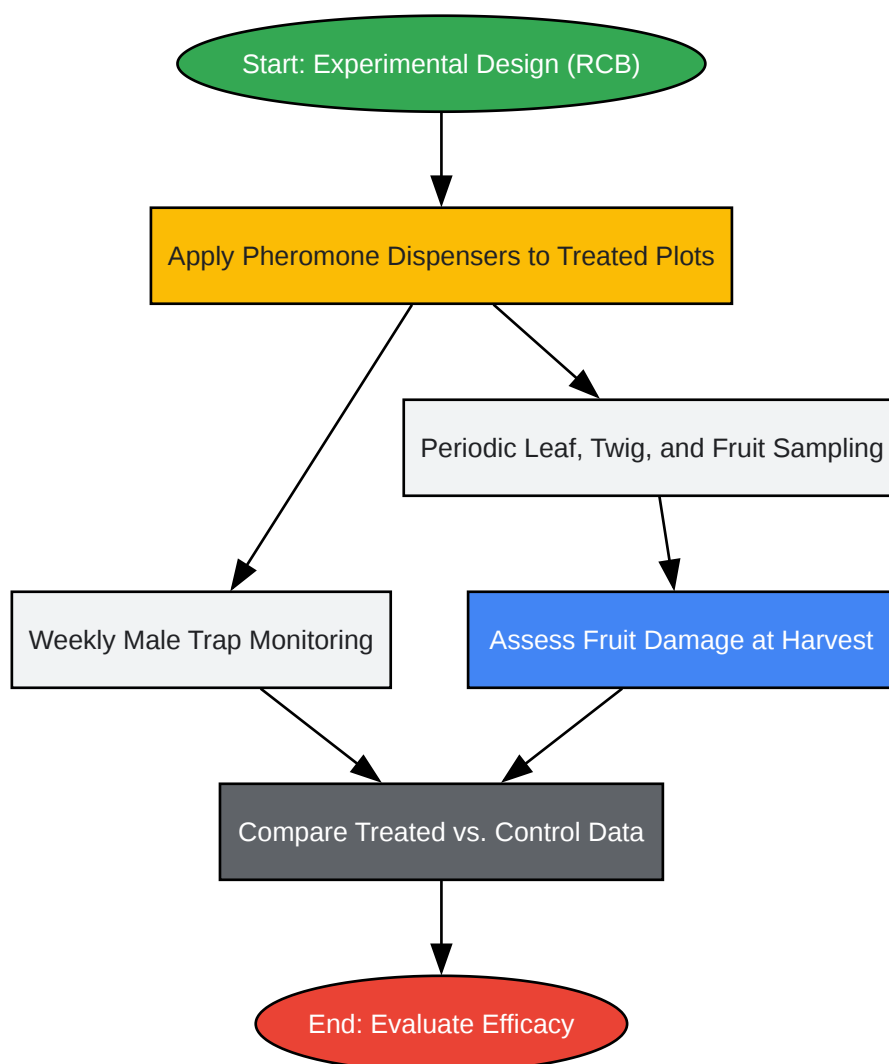 Start: Experimental Design (RCB)
Apply Pheromone Dispensers to Treated Plots
Periodic Leaf, Twig, and Fruit Sampling
Weekly Male Trap Monitoring
Assess Fruit Damage at Harvest
Compare Treated vs. Control Data
End: Evaluate Efficacy